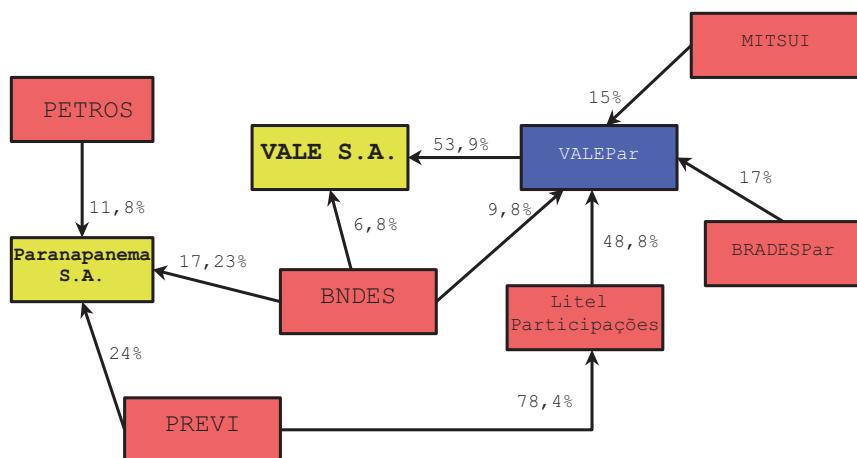 MITSUI
15%
PETROS
VALE S.A.
53,9%
VALEPar
17%
11,8%
6,8%
9,8%
48,8%
BRADESPar
Paranapanema
S.A.
17,23%
BNDES
Litel
Participações
24%
PREVI
78,4%